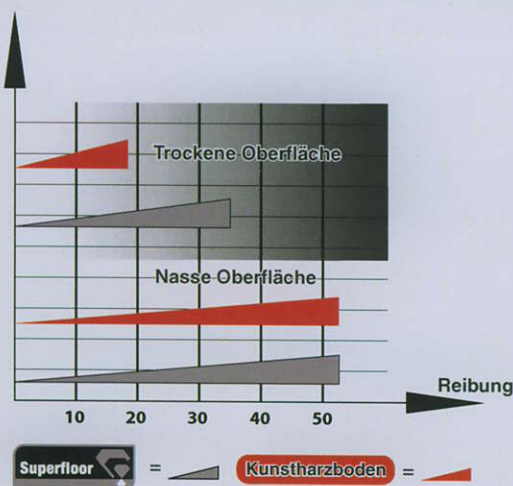 Trockene Oberfläche
Nasse Oberfläche
Reibung
10 20 30 40 50
Superfloor = Kunstharzboden =